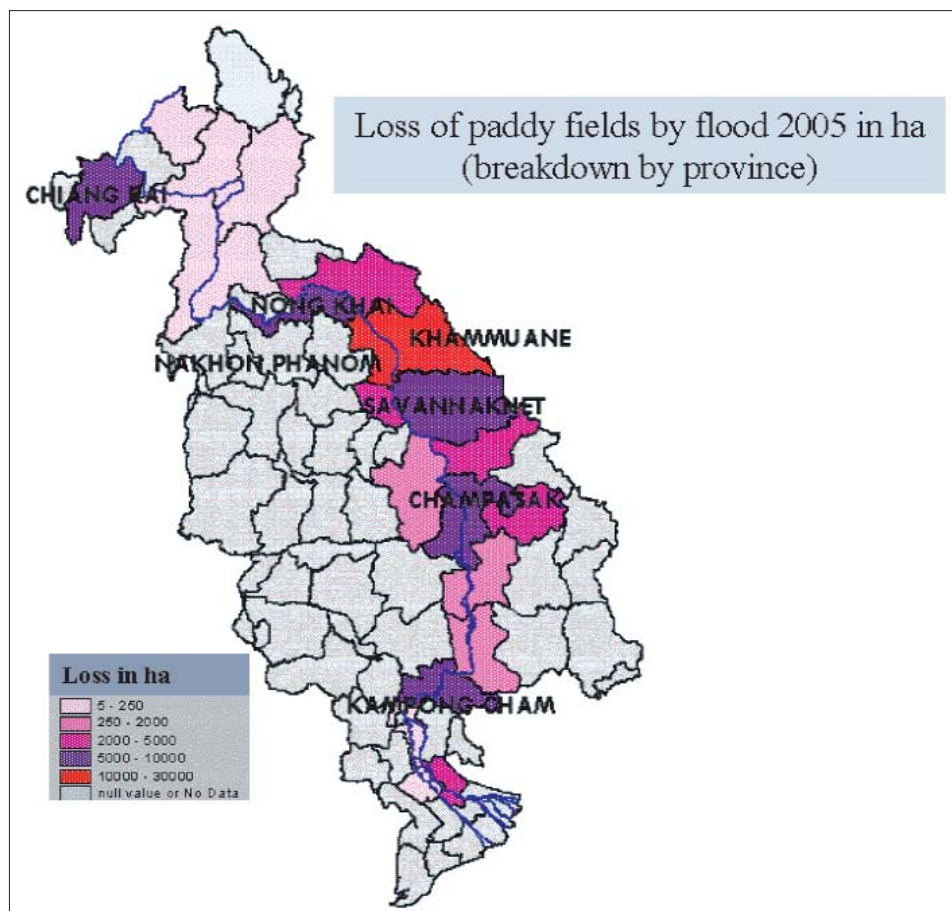 Loss of paddy fields by flood 2005 in ha
(breakdown by province)
CHIANG RAI
NONG KHAI
KHAMMUANE
NAKHON PHANOM
SAVANNAKHET
CHAMPASAK
KAMPONG CHAM
Loss in ha
5 - 250
250 - 2000
2000 - 5000
5000 - 10000
10000 - 30000
null value or No Data